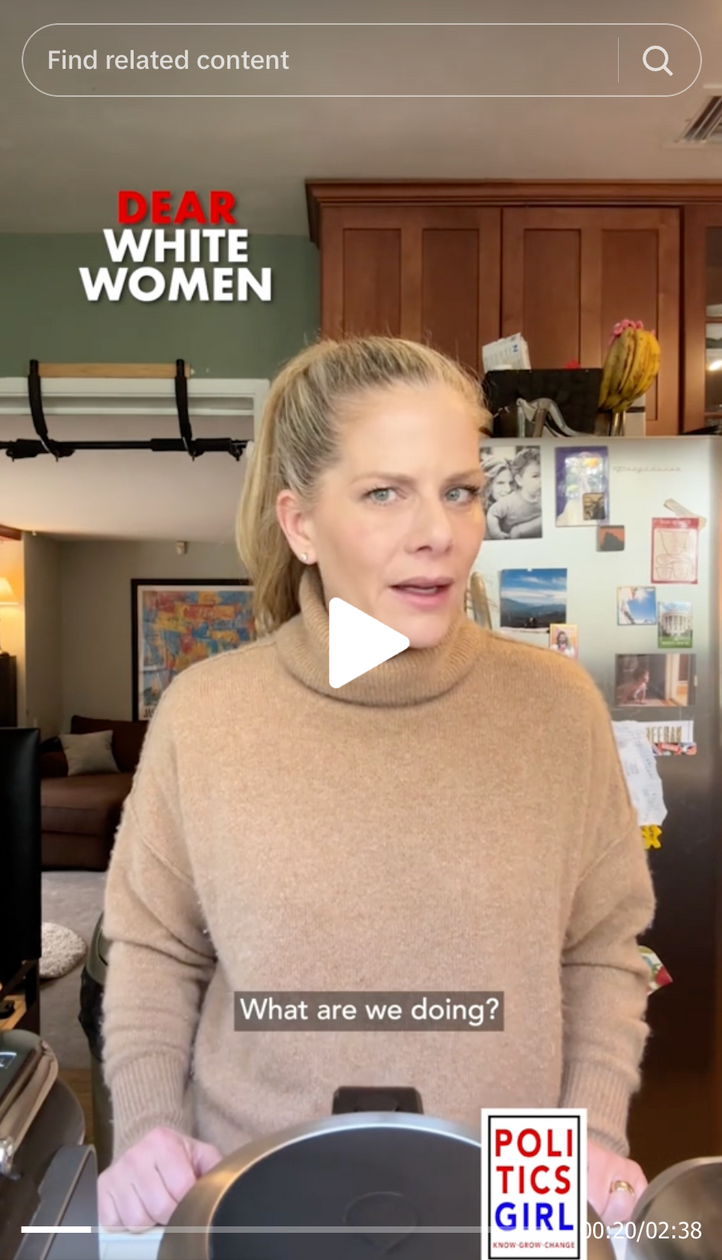 Find related content
DEAR
WHITE
WOMEN
What are we doing?
POLI
TICS
GIRL
KNOW·GROW·CHANGE
00:20/02:38